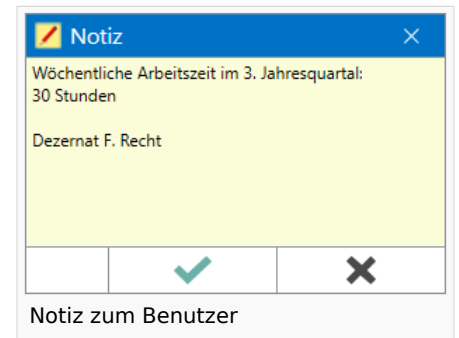 Notiz
Wöchentliche Arbeitszeit im 3. Jahresquartal:
30 Stunden
Dezernat F. Recht
Notiz zum Benutzer